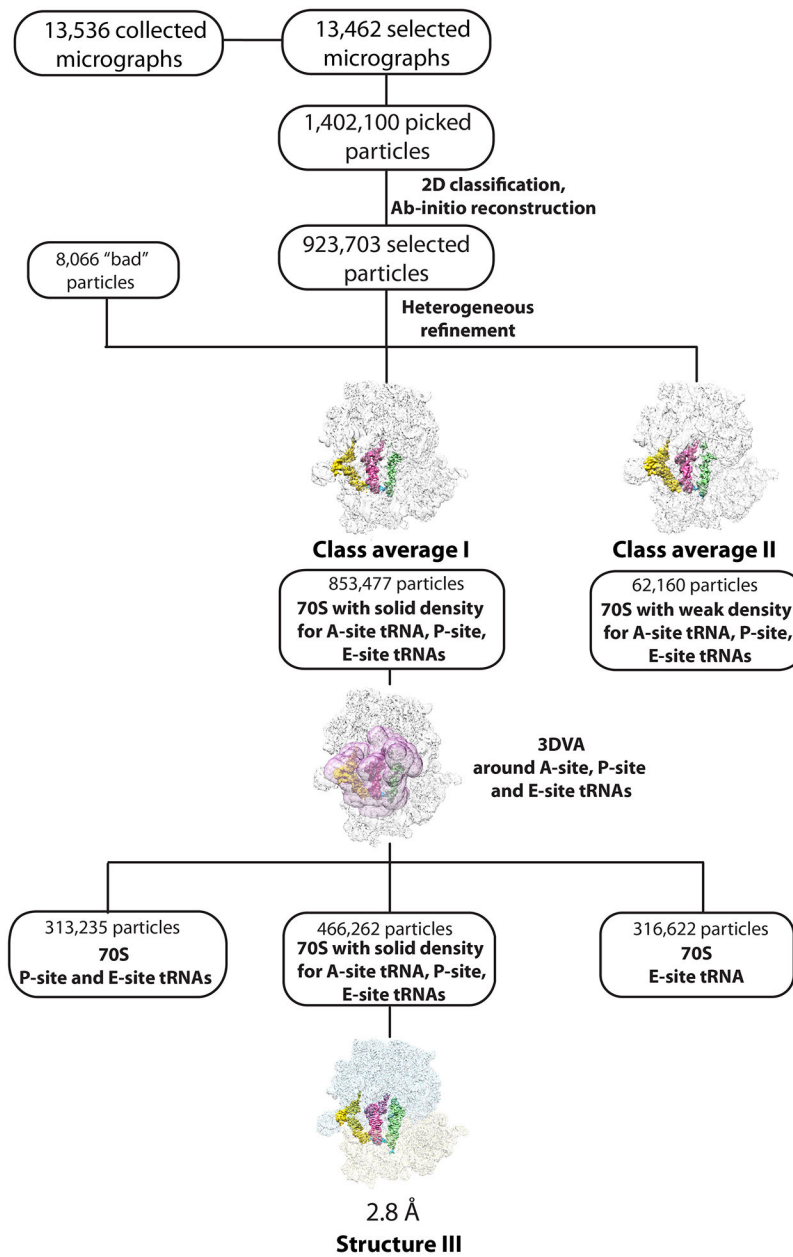 13,536 collected
micrographs
13,462 selected
micrographs
1,402,100 picked
particles
2D classification,
Ab-initio reconstruction
923,703 selected
particles
8,066 “bad”
particles
Heterogeneous
refinement
Class average I
Class average II
853,477 particles
70S with solid density
for A-site tRNA, P-site,
E-site tRNAs
62,160 particles
70S with weak density
for A-site tRNA, P-site,
E-site tRNAs
3DVA
around A-site, P-site
and E-site tRNAs
313,235 particles
70S
P-site and E-site tRNAs
466,262 particles
70S with solid density
for A-site tRNA, P-site,
E-site tRNAs
316,622 particles
70S
E-site tRNA
2.8 Å
Structure III